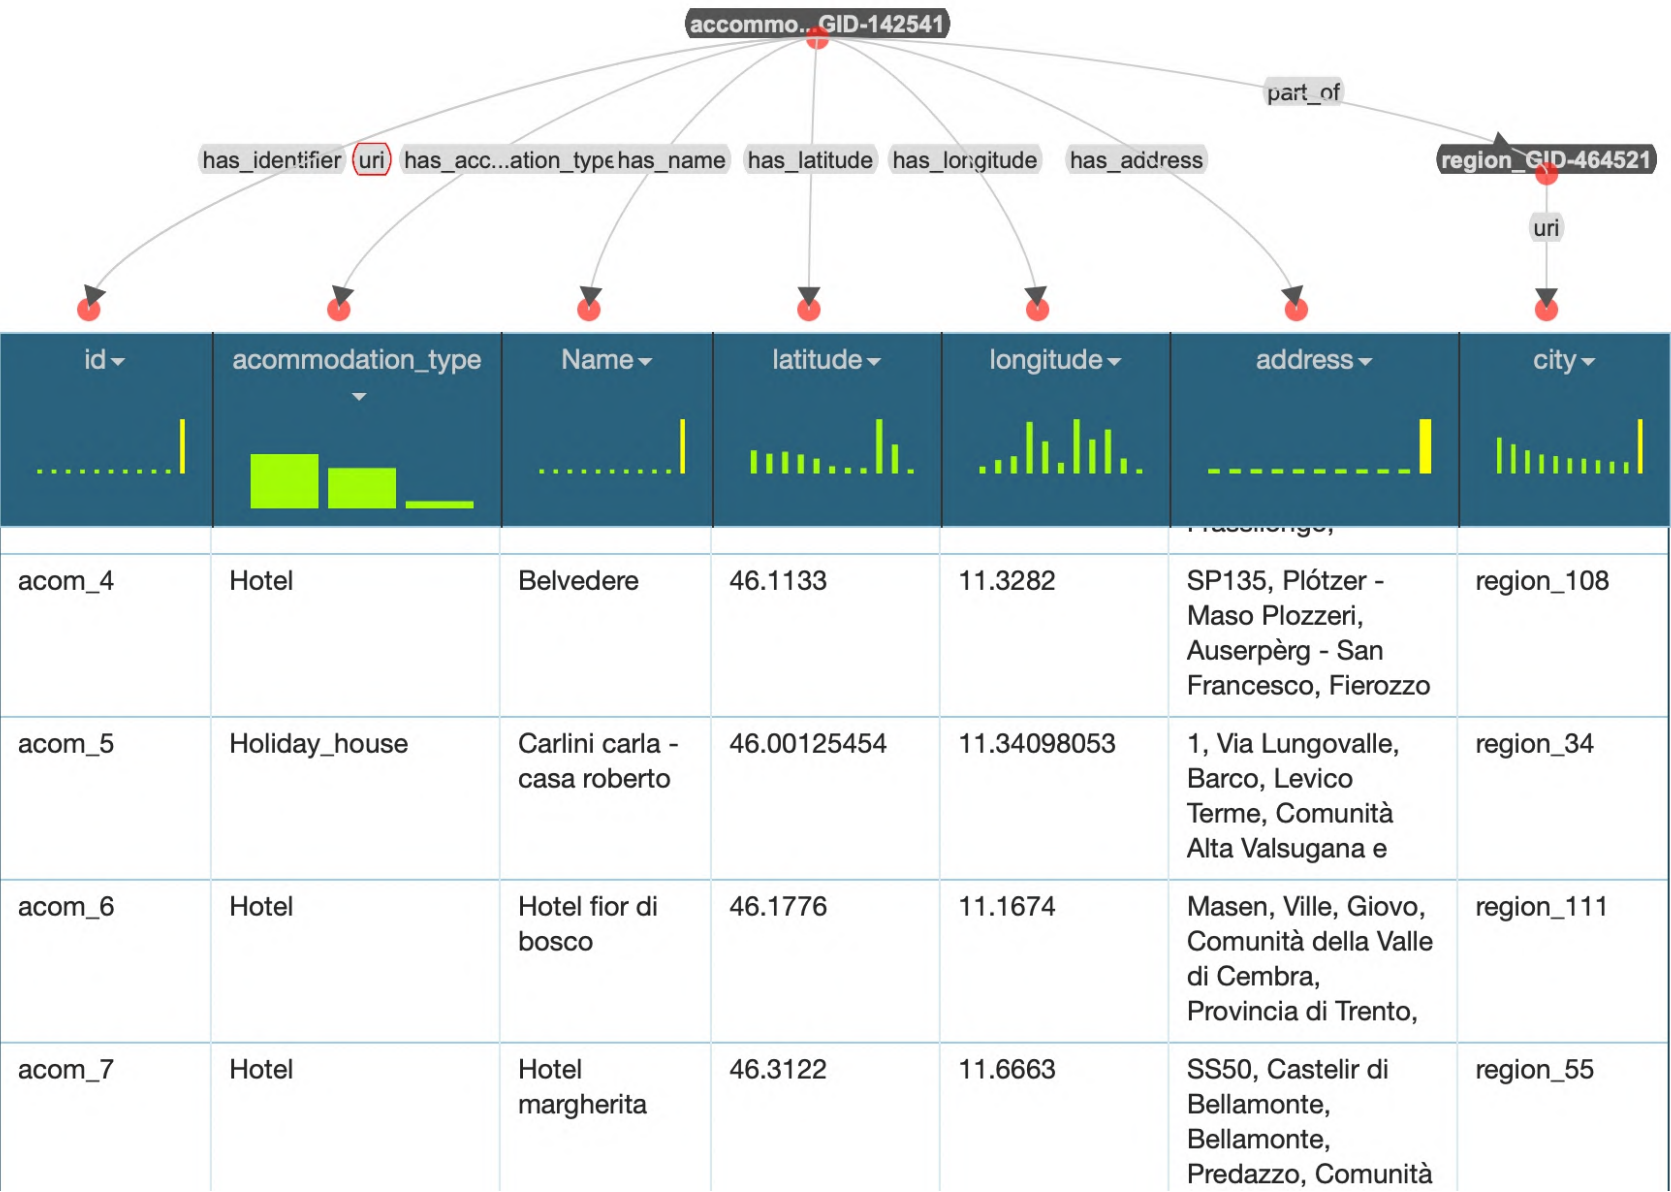 accommo...GID-142541
part_of
has_identifier uri has_acc...ation_type has_name has_latitude has_longitude has_address region_GID-464521
uri
id acommodation_type Name latitude longitude address city
acom_4 Hotel Belvedere 46.1133 11.3282 SP135, Plótzer - region_108
Maso Plozzeri,
Auserpèrg - San
Francesco, Fierozzo
acom_5 Holiday_house Carlini carla - 46.00125454 11.34098053 1, Via Lungovalle, region_34
casa roberto Barco, Levico
Terme, Comunità
Alta Valsugana e
acom_6 Hotel Hotel fior di 46.1776 11.1674 Masen, Ville, Giovo, region_111
bosco Comunità della Valle
di Cembra,
Provincia di Trento,
acom_7 Hotel Hotel 46.3122 11.6663 SS50, Castelir di region_55
margherita Bellamonte,
Bellamonte,
Predazzo, Comunità